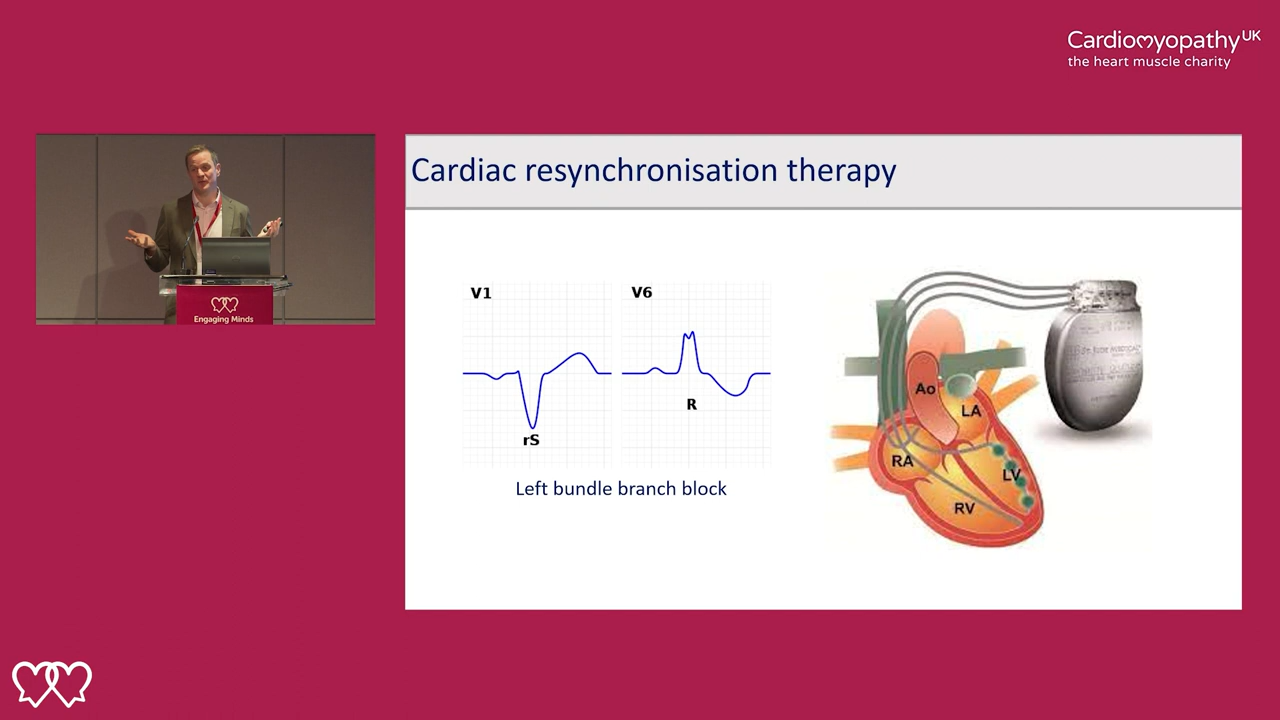 Cardiomyopathy UK
the heart muscle charity
Engaging Minds
Cardiac resynchronisation therapy
V1
V6
rS
R
Left bundle branch block
Ao
LA
RA
LV
RV